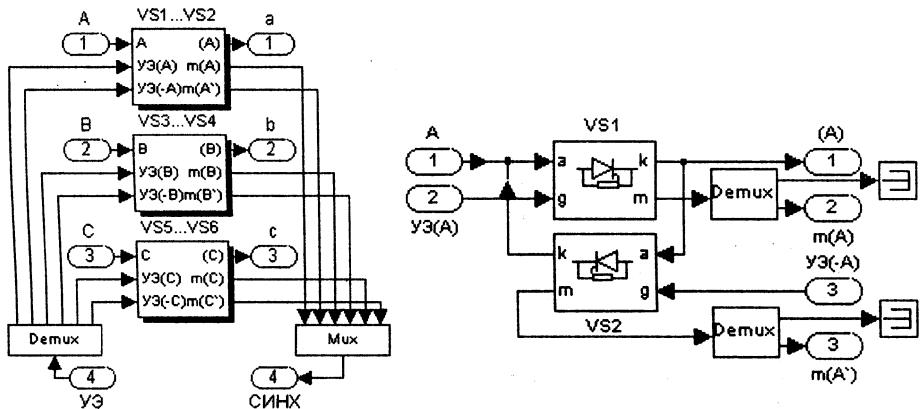 A VS1...VS2 a
1 A (A) 1
УЭ(A) m(A)
УЭ(-A)m(A`)
B VS3...VS4 b
2 B (B) 2
УЭ(B) m(B)
УЭ(-B)m(B`)
C VS5...VS6 c
3 C (C) 3
УЭ(C) m(C)
УЭ(-C)m(C`)
Demux Mux
4 4
УЭ СИНХ
A VS1 (A)
1 a k 1
2 g m Demux 2
УЭ(A) m(A)
УЭ(-A)
k a
m g 3
VS2 Demux 3
m(A`)